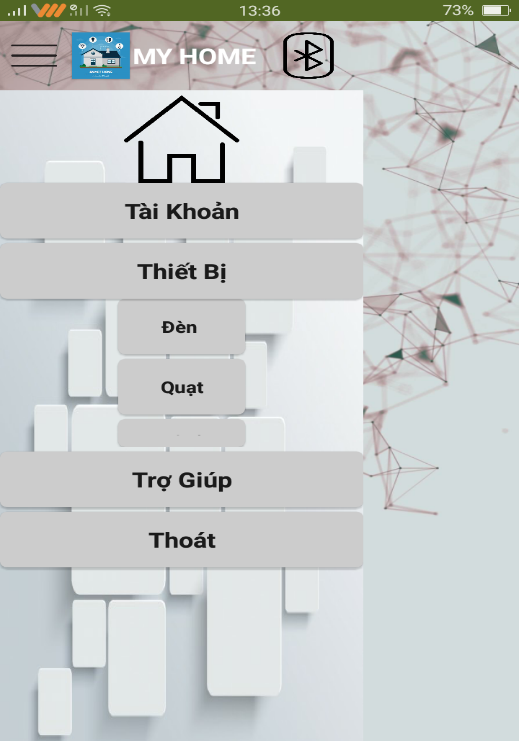 13:36
73%
MY HOME
Tài Khoản
Thiết Bị
Đèn
Quạt
Trợ Giúp
Thoát